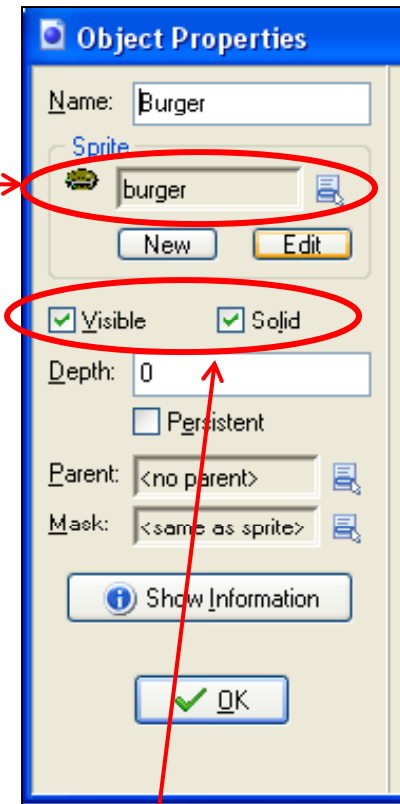 Object Properties
Name: Burger
Sprite
burger
New Edit
Visible Solid
Depth: 0
Persistent
Parent: <no parent>
Mask: <same as sprite>
Show Information
OK